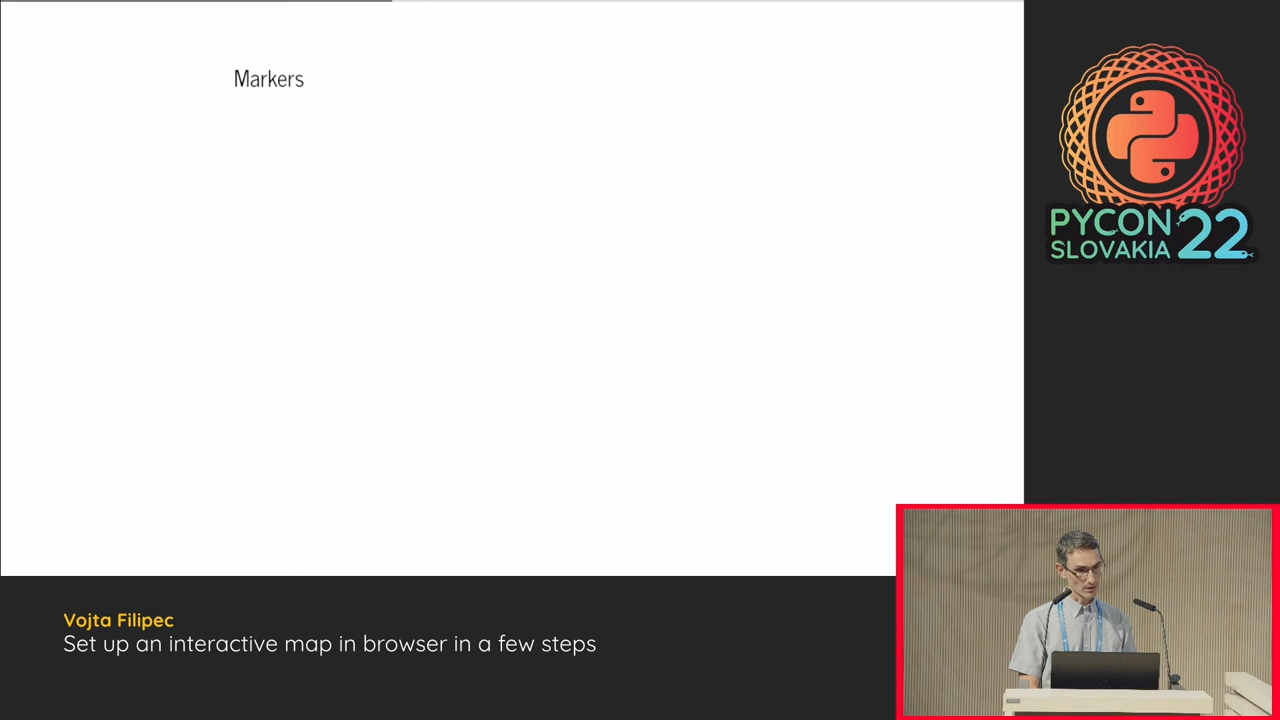 Markers
PYCON
SLOVAKIA 22
Vojta Filipec
Set up an interactive map in browser in a few steps